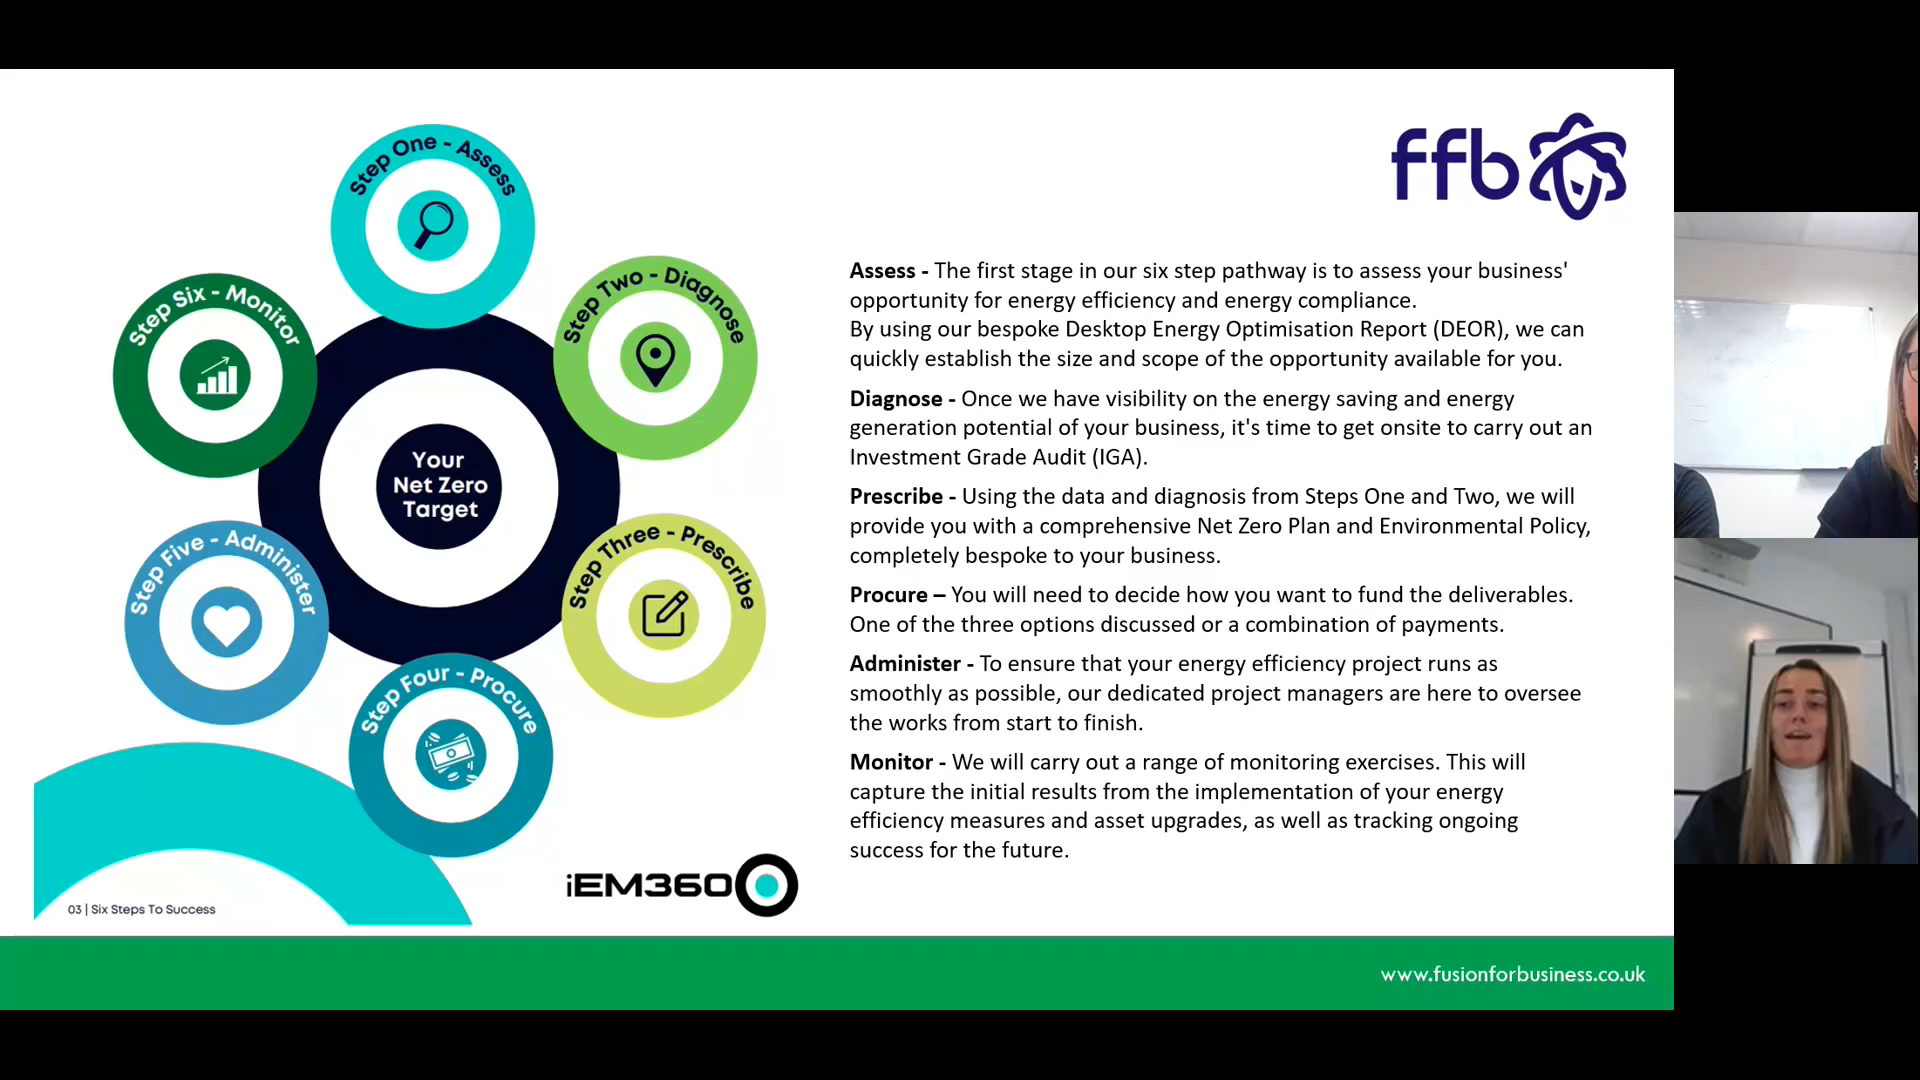 Step One - Assess
Step Two - Diagnose
Step Three - Prescribe
Step Four - Procure
Step Five - Administer
Step Six - Monitor
Your
Net Zero
Target
03 | Six Steps To Success
iEM360
ffb
Assess - The first stage in our six step pathway is to assess your business'
opportunity for energy efficiency and energy compliance.
By using our bespoke Desktop Energy Optimisation Report (DEOR), we can
quickly establish the size and scope of the opportunity available for you.
Diagnose - Once we have visibility on the energy saving and energy
generation potential of your business, it's time to get onsite to carry out an
Investment Grade Audit (IGA).
Prescribe - Using the data and diagnosis from Steps One and Two, we will
provide you with a comprehensive Net Zero Plan and Environmental Policy,
completely bespoke to your business.
Procure – You will need to decide how you want to fund the deliverables.
One of the three options discussed or a combination of payments.
Administer - To ensure that your energy efficiency project runs as
smoothly as possible, our dedicated project managers are here to oversee
the works from start to finish.
Monitor - We will carry out a range of monitoring exercises. This will
capture the initial results from the implementation of your energy
efficiency measures and asset upgrades, as well as tracking ongoing
success for the future.
www.fusionforbusiness.co.uk